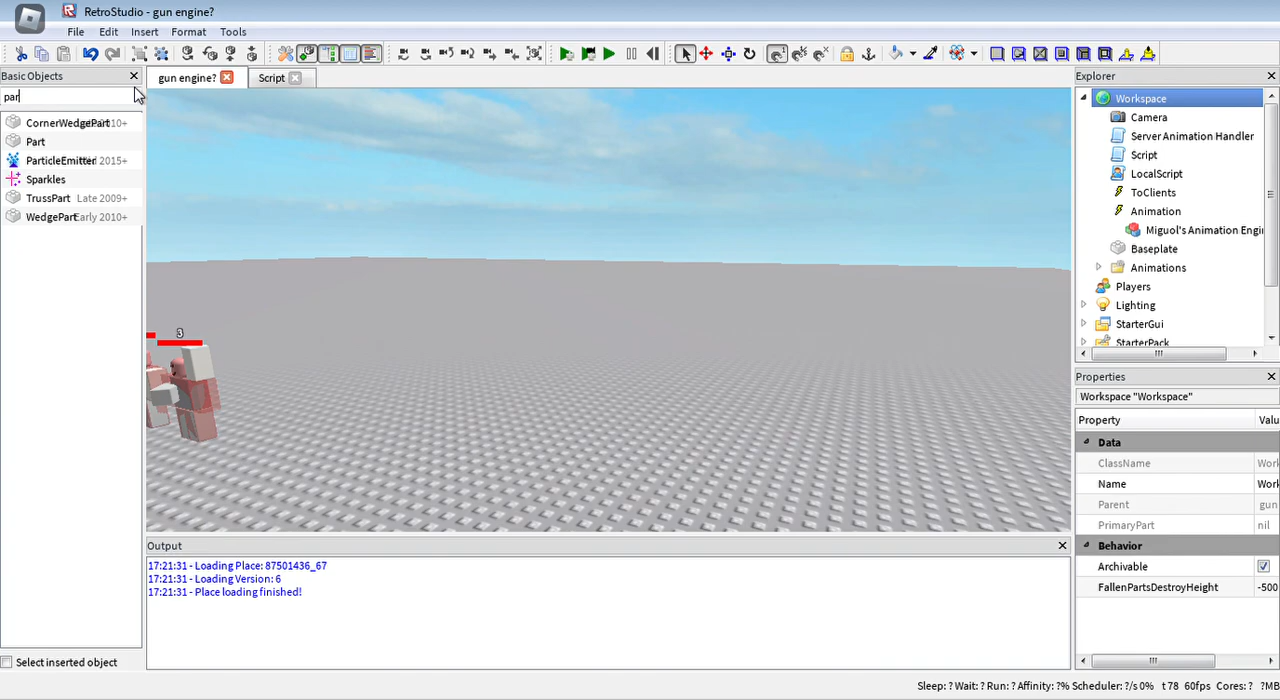 RetroStudio - gun engine?
File Edit Insert Format Tools
Basic Objects
par
CornerWedgePart 2010+
Part
ParticleEmitter 2015+
Sparkles
TrussPart Late 2009+
WedgePart Early 2010+
Select inserted object
gun engine? Script
3
Output
17:21:31 - Loading Place: 87501436_67
17:21:31 - Loading Version: 6
17:21:31 - Place loading finished!
Explorer
Workspace
Camera
Server Animation Handler
Script
LocalScript
ToClients
Animation
Miguol's Animation Engi
Baseplate
Animations
Players
Lighting
StarterGui
StarterPack
Properties
Workspace "Workspace"
Property Valu
Data
ClassName Wor
Name Wor
Parent gun
PrimaryPart nil
Behavior
Archivable
FallenPartsDestroyHeight -500
Sleep: ? Wait: ? Run: ? Affinity: ?% Scheduler: ?/s 0% t 78 60fps Cores: ? ?MB